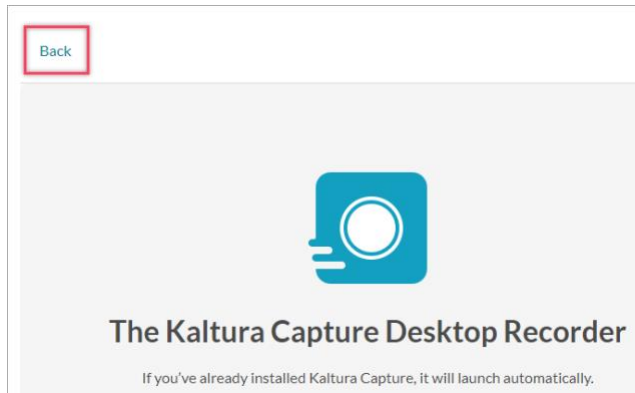 Back
The Kaltura Capture Desktop Recorder
If you've already installed Kaltura Capture, it will launch automatically.